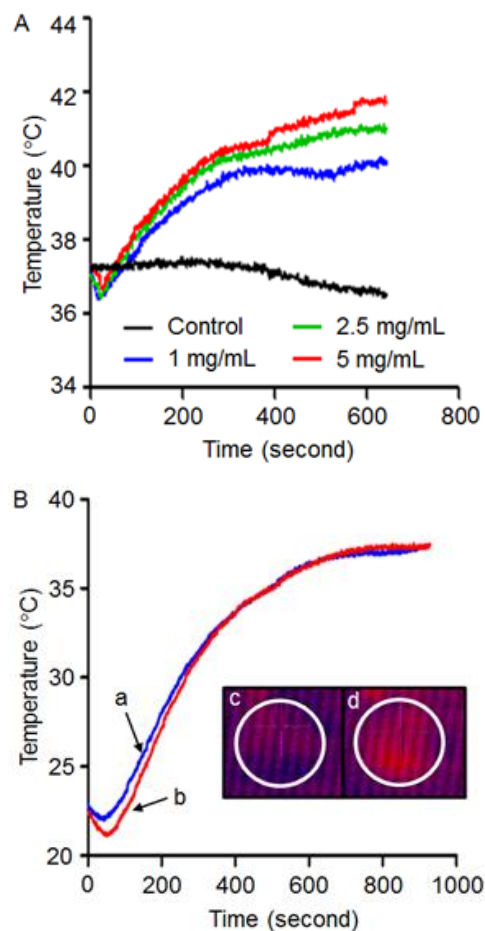 A
44
42
40
38
36
34
Temperature (°C)
Control
2.5 mg/mL
1 mg/mL
5 mg/mL
0 200 400 600 800
Time (second)
B
40
35
30
25
20
Temperature (°C)
a
b
c
d
0 200 400 600 800 1000
Time (second)